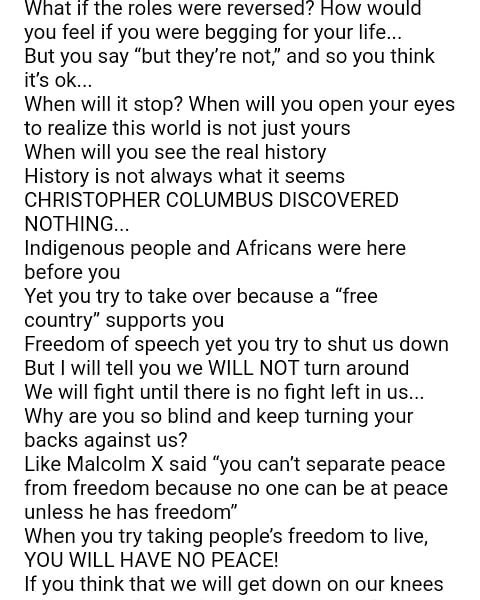 What if the roles were reversed? How would
you feel if you were begging for your life...
But you say “but they’re not,” and so you think
it’s ok...
When will it stop? When will you open your eyes
to realize this world is not just yours
When will you see the real history
History is not always what it seems
CHRISTOPHER COLUMBUS DISCOVERED
NOTHING...
Indigenous people and Africans were here
before you
Yet you try to take over because a “free
country” supports you
Freedom of speech yet you try to shut us down
But I will tell you we WILL NOT turn around
We will fight until there is no fight left in us...
Why are you so blind and keep turning your
backs against us?
Like Malcolm X said “you can’t separate peace
from freedom because no one can be at peace
unless he has freedom”
When you try taking people’s freedom to live,
YOU WILL HAVE NO PEACE!
If you think that we will get down on our knees